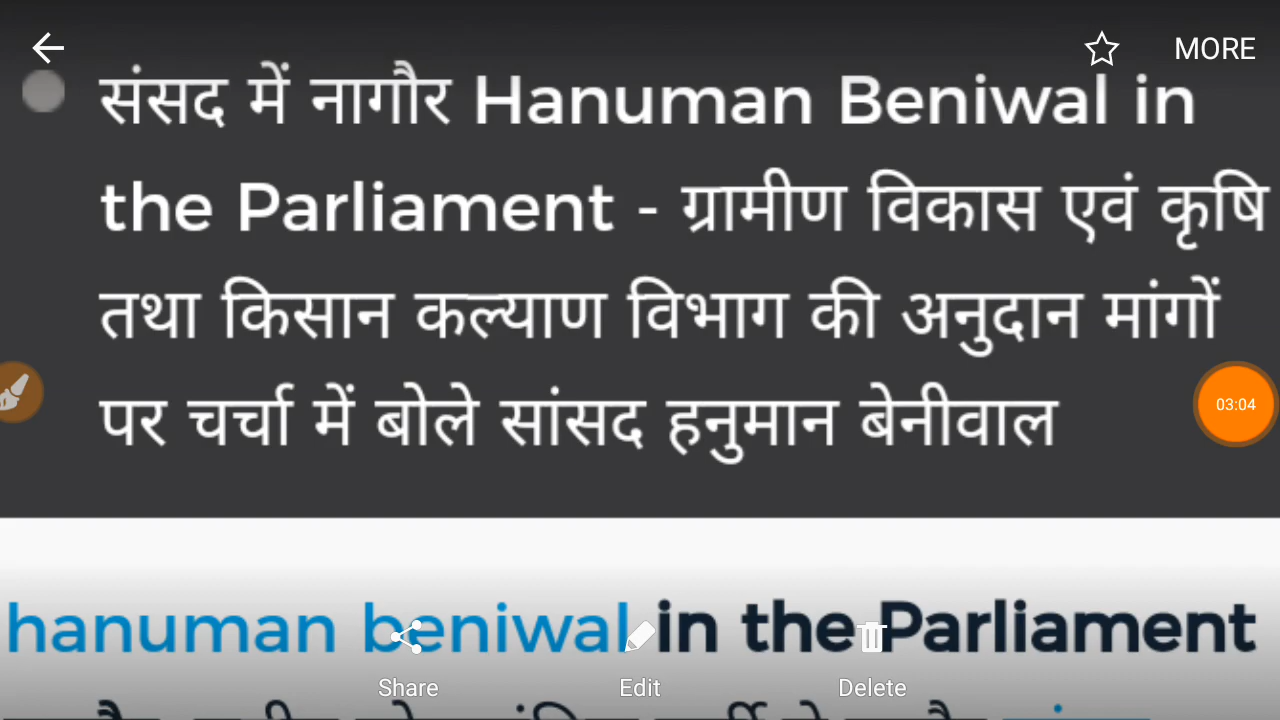 MORE
संसद में नागौर Hanuman Beniwal in
the Parliament - ग्रामीण विकास एवं कृषि
तथा किसान कल्याण विभाग की अनुदान मांगों
पर चर्चा में बोले सांसद हनुमान बेनीवाल
03:04
hanuman beniwal in the Parliament
Share Edit Delete